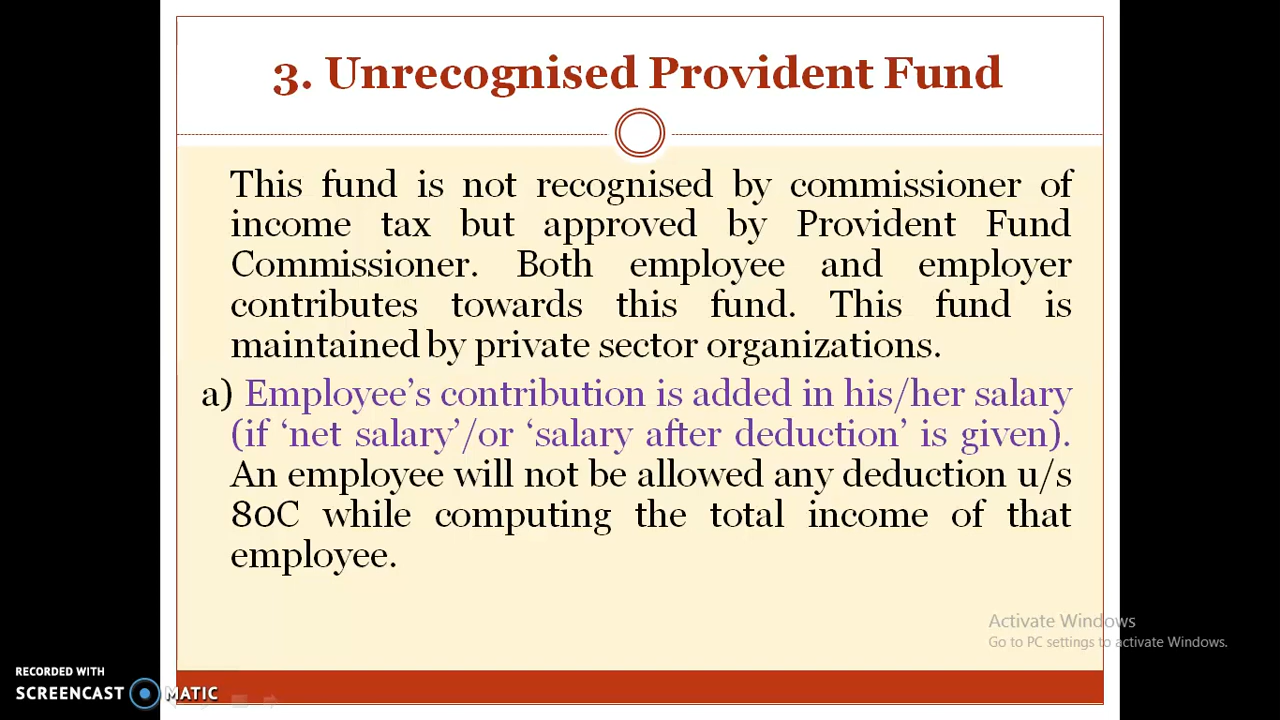 3. Unrecognised Provident Fund
This fund is not recognised by commissioner of
income tax but approved by Provident Fund
Commissioner. Both employee and employer
contributes towards this fund. This fund is
maintained by private sector organizations.
a) Employee's contribution is added in his/her salary
(if ‘net salary’/or ‘salary after deduction’ is given).
An employee will not be allowed any deduction u/s
80C while computing the total income of that
employee.
Activate Windows
Go to PC settings to activate Windows.
RECORDED WITH
SCREENCAST MATIC